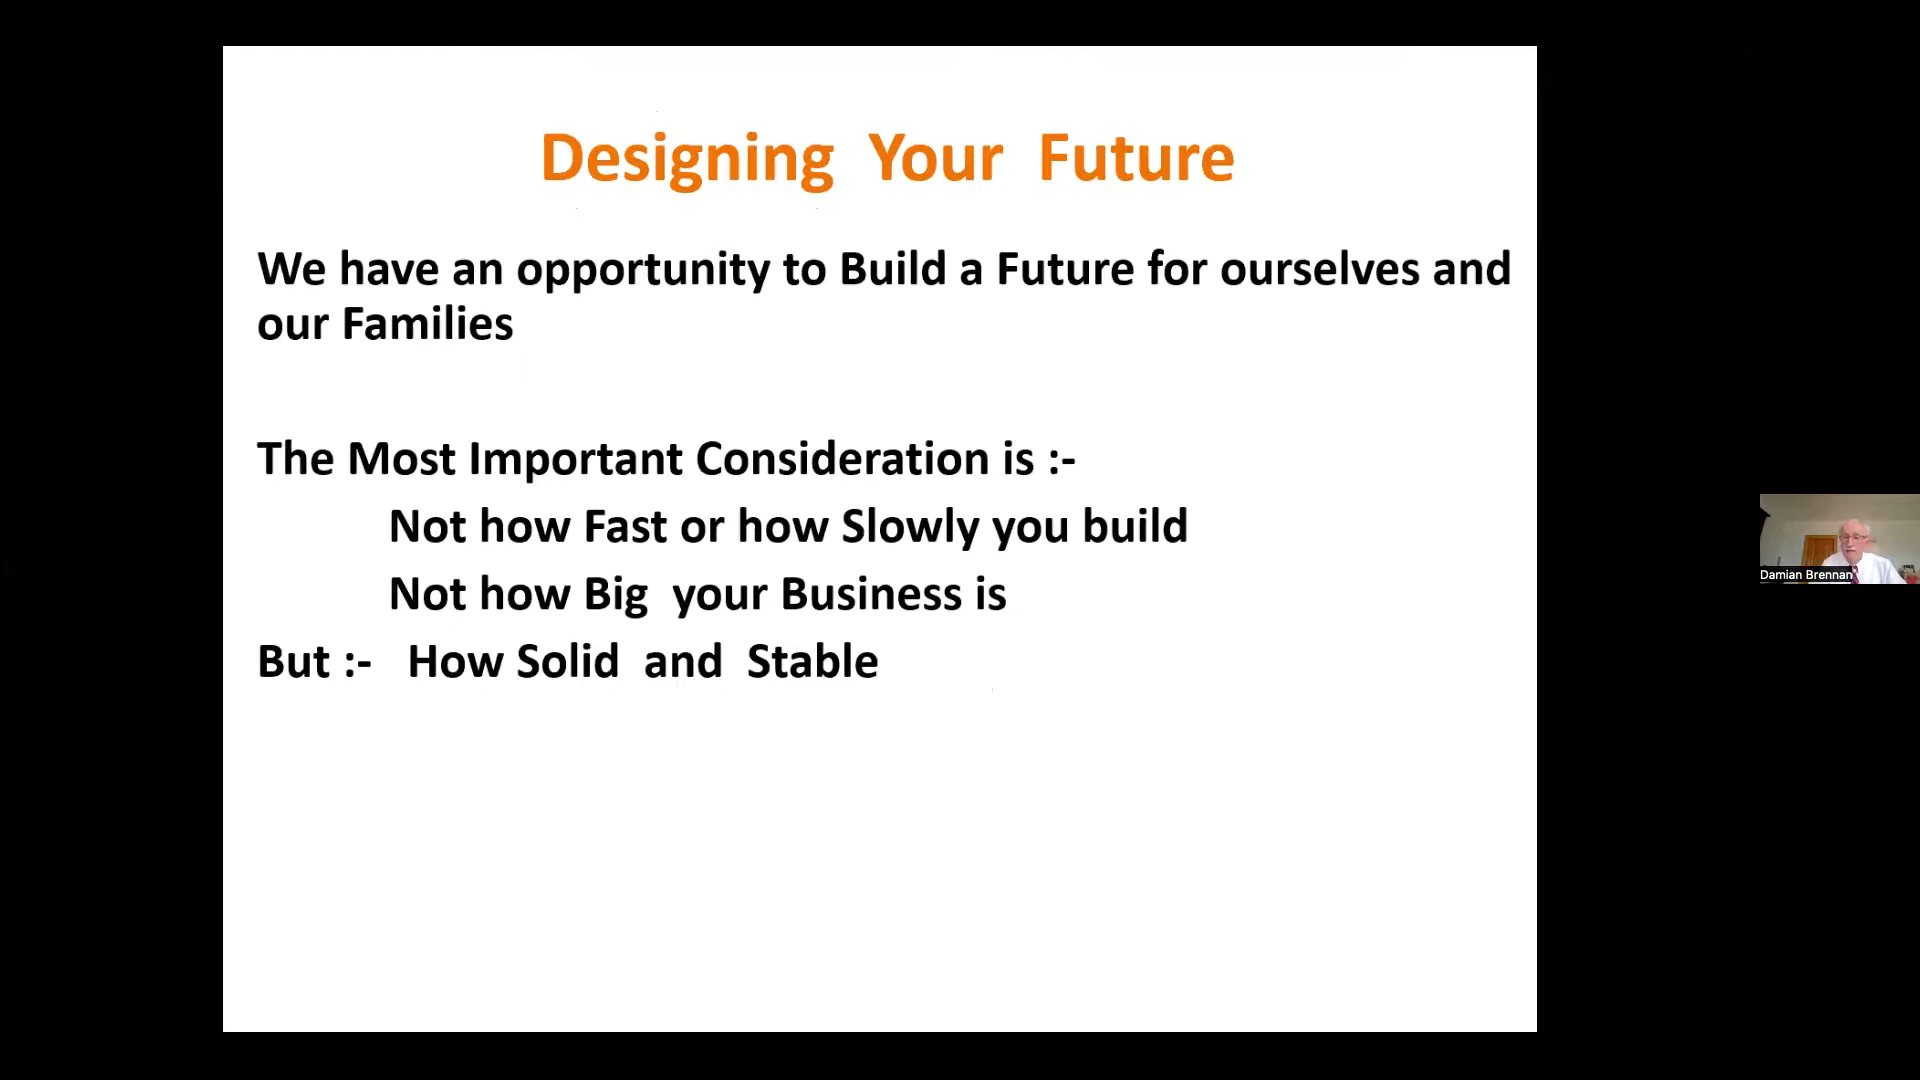 Designing Your Future
We have an opportunity to Build a Future for ourselves and
our Families
The Most Important Consideration is :-
Not how Fast or how Slowly you build
Not how Big your Business is
But :- How Solid and Stable
Damian Brennan